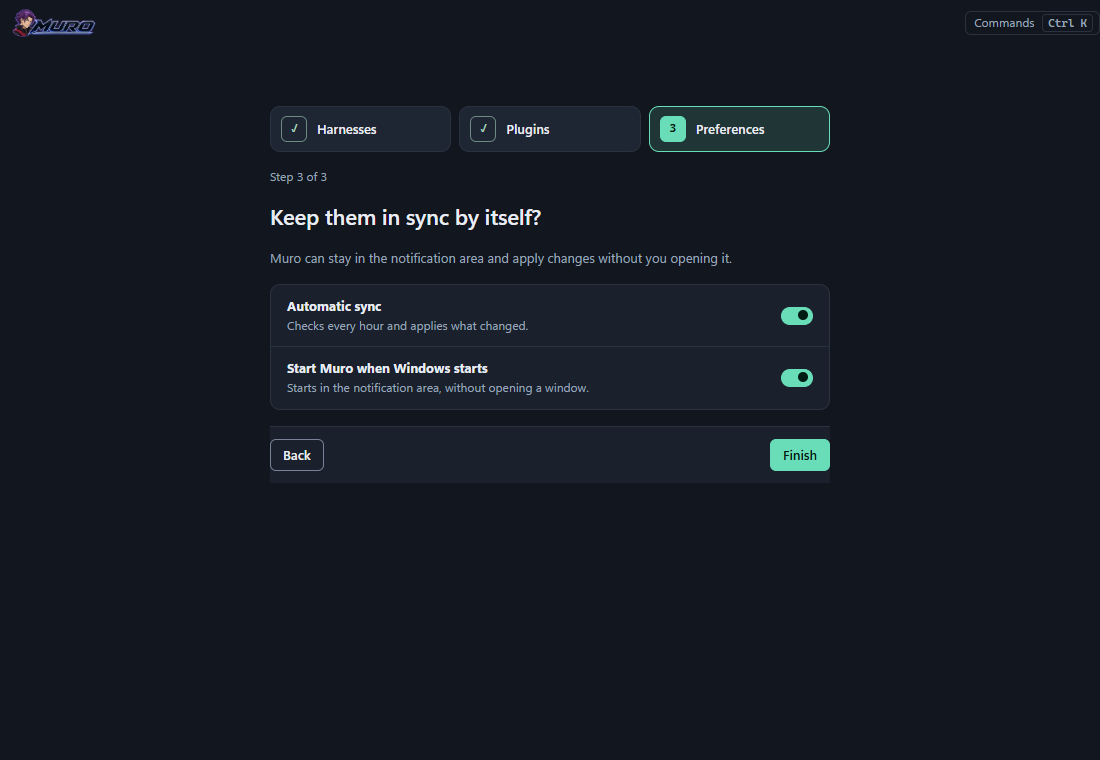 MURO
Commands Ctrl K
✓ Harnesses
✓ Plugins
3 Preferences
Step 3 of 3
Keep them in sync by itself?
Muro can stay in the notification area and apply changes without you opening it.
Automatic sync
Checks every hour and applies what changed.
Start Muro when Windows starts
Starts in the notification area, without opening a window.
Back
Finish